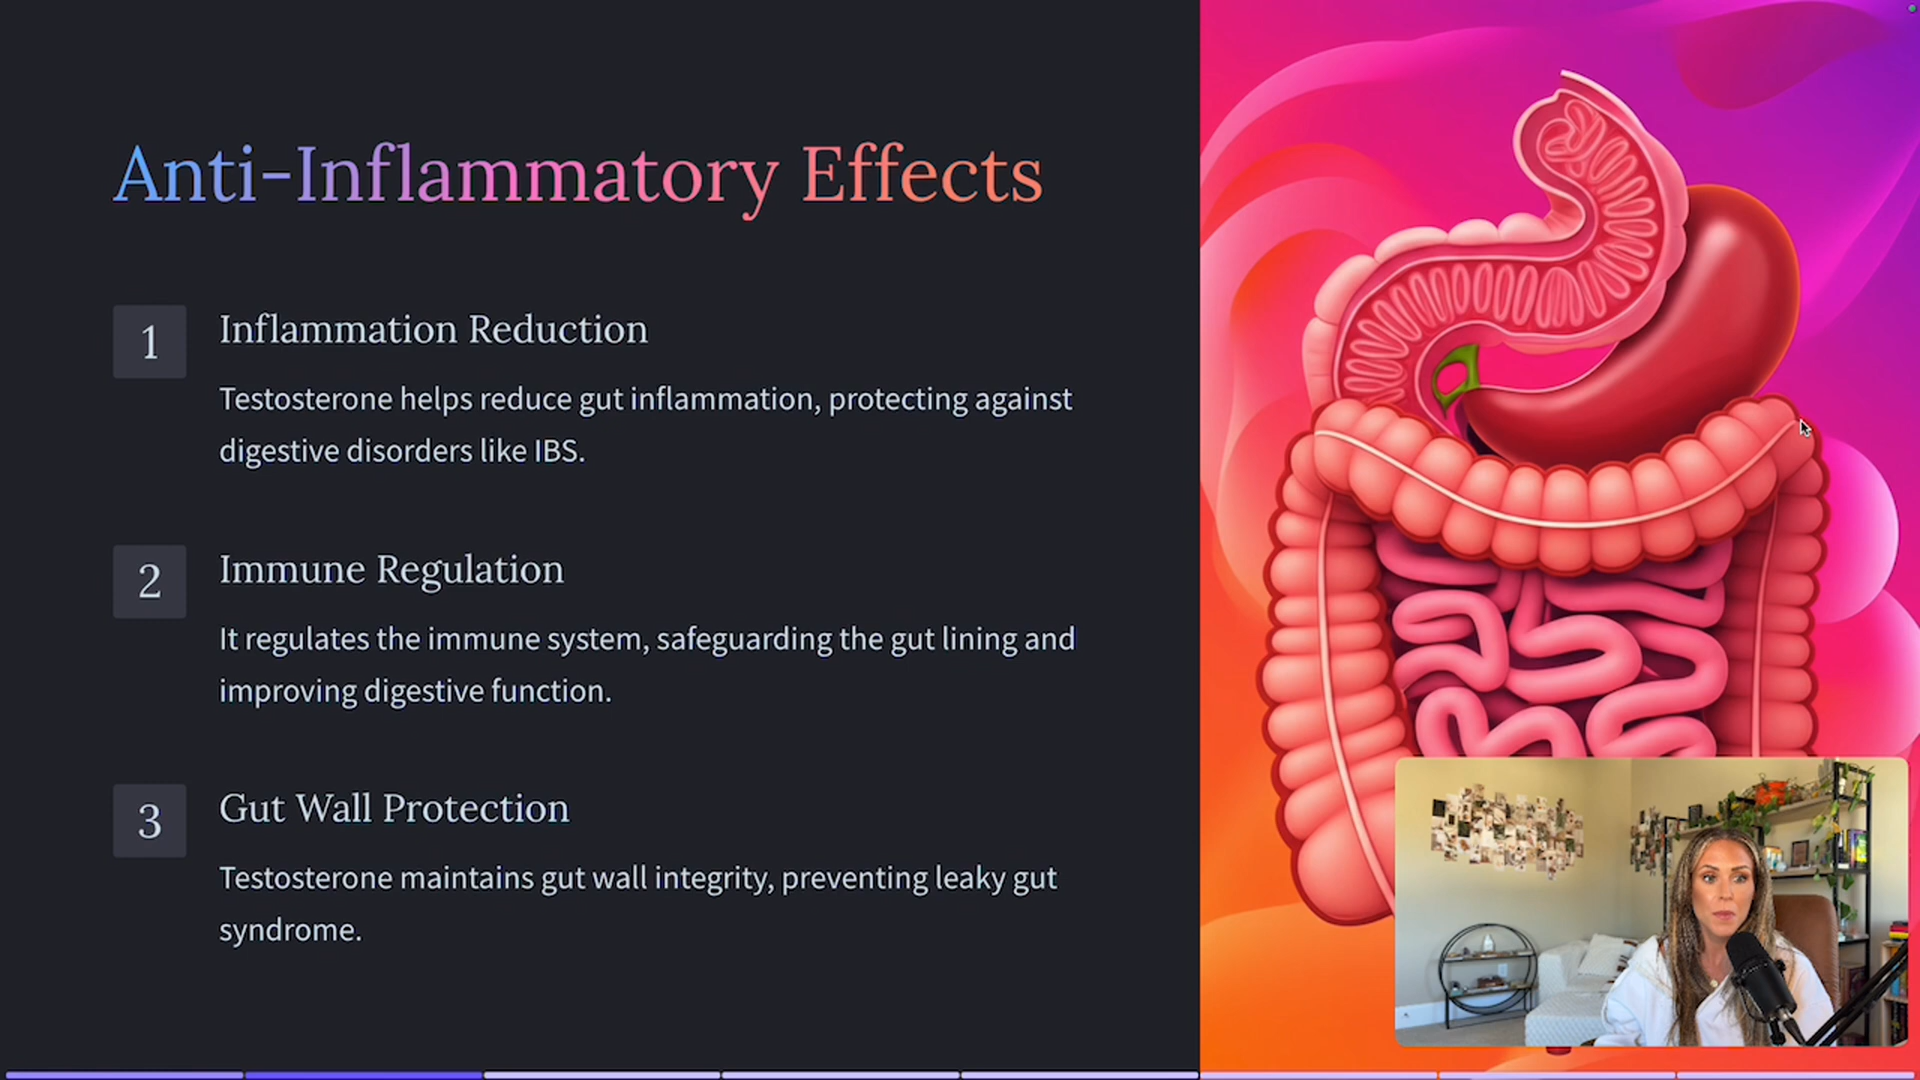 Anti-Inflammatory Effects
1
Inflammation Reduction
Testosterone helps reduce gut inflammation, protecting against
digestive disorders like IBS.
2
Immune Regulation
It regulates the immune system, safeguarding the gut lining and
improving digestive function.
3
Gut Wall Protection
Testosterone maintains gut wall integrity, preventing leaky gut
syndrome.